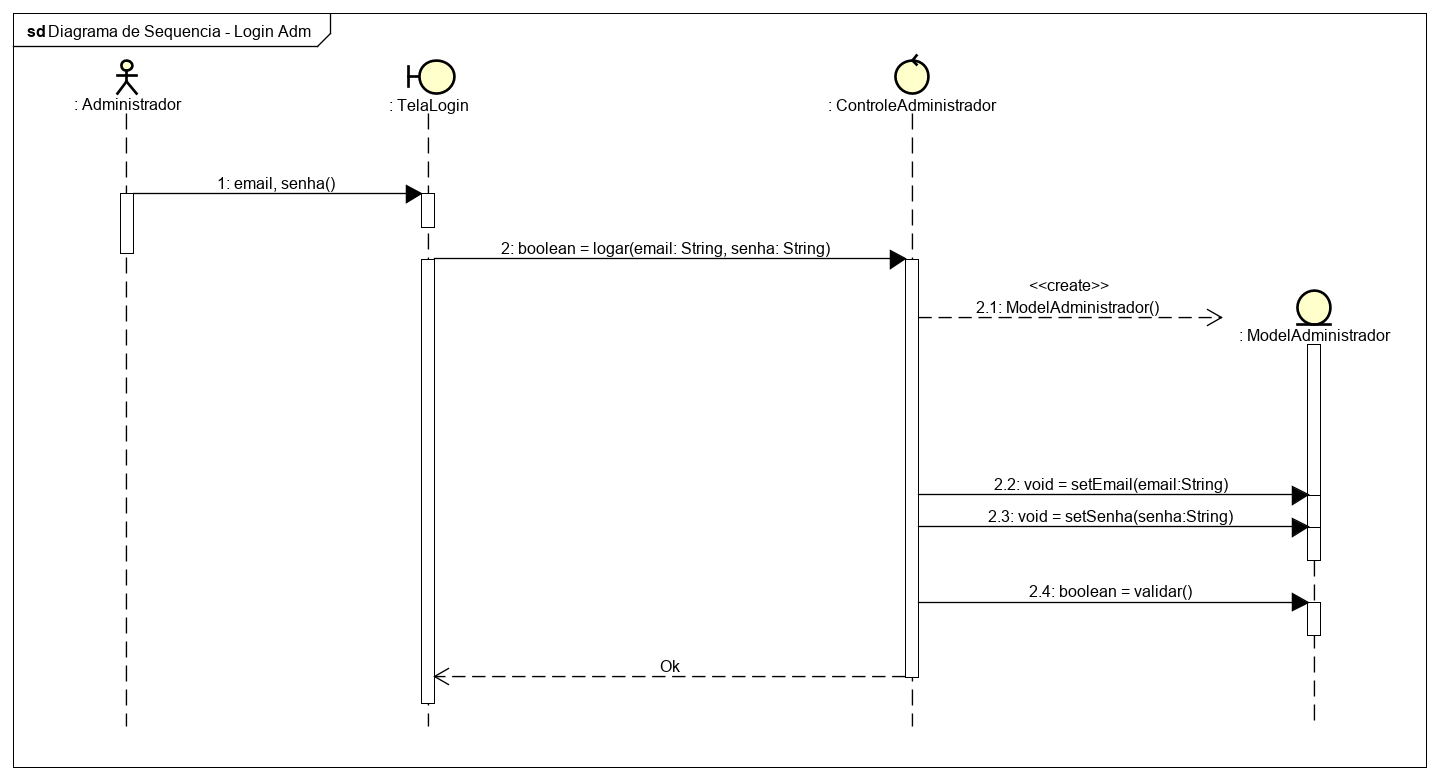 sd Diagrama de Sequencia - Login Adm
: Administrador
: TelaLogin
: ControleAdministrador
1: email, senha()
2: boolean = logar(email: String, senha: String)
<<create>>
2.1: ModelAdministrador()
: ModelAdministrador
2.2: void = setEmail(email:String)
2.3: void = setSenha(senha:String)
2.4: boolean = validar()
Ok